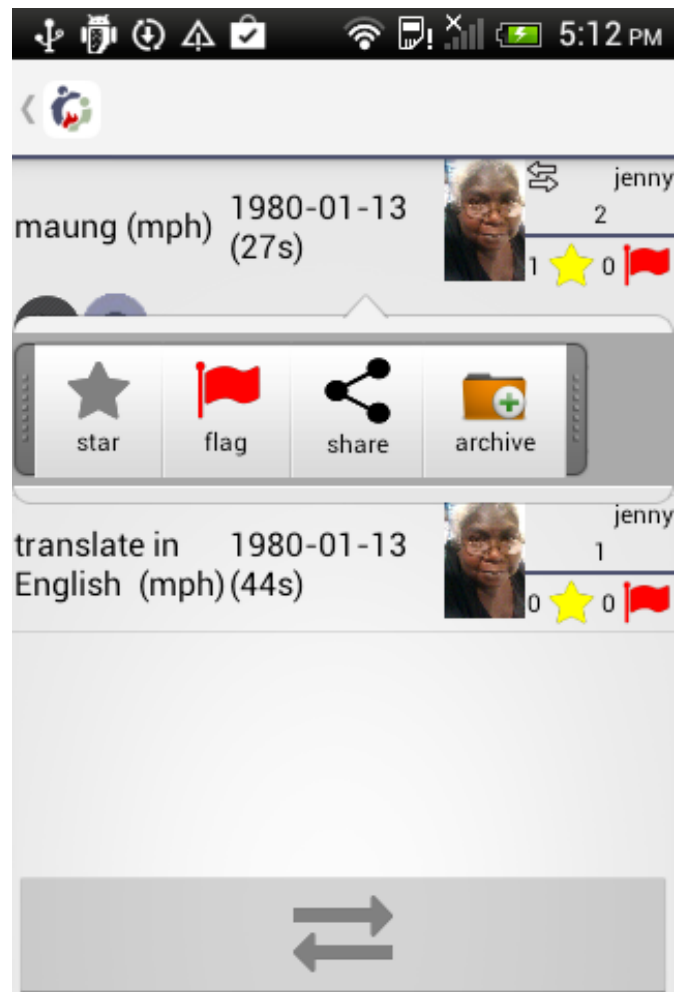 5:12 PM
maung (mph)
1980-01-13
(27s)
jenny
2
1
0
star
flag
share
archive
translate in
English (mph)
1980-01-13
(44s)
jenny
1
0
0